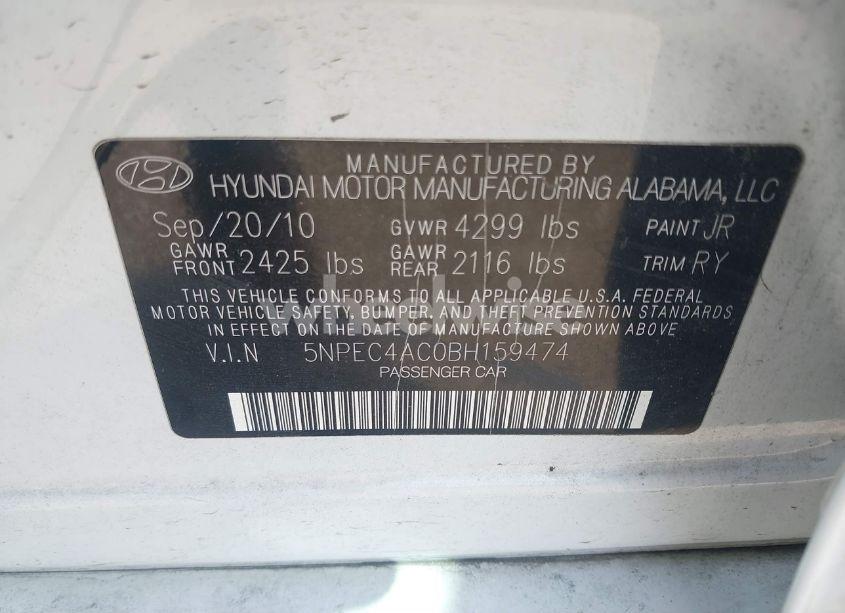 MANUFACTURED BY
HYUNDAI MOTOR MANUFACTURING ALABAMA, LLC
Sep/20/10 GVWR 4299 lbs PAINT JR
GAWR FRONT 2425 lbs GAWR REAR 2116 lbs TRIM RY
THIS VEHICLE CONFORMS TO ALL APPLICABLE U.S.A. FEDERAL
MOTOR VEHICLE SAFETY, BUMPER, AND THEFT PREVENTION STANDARDS
IN EFFECT ON THE DATE OF MANUFACTURE SHOWN ABOVE
V.I.N 5NPEC4AC0BH159474
PASSENGER CAR